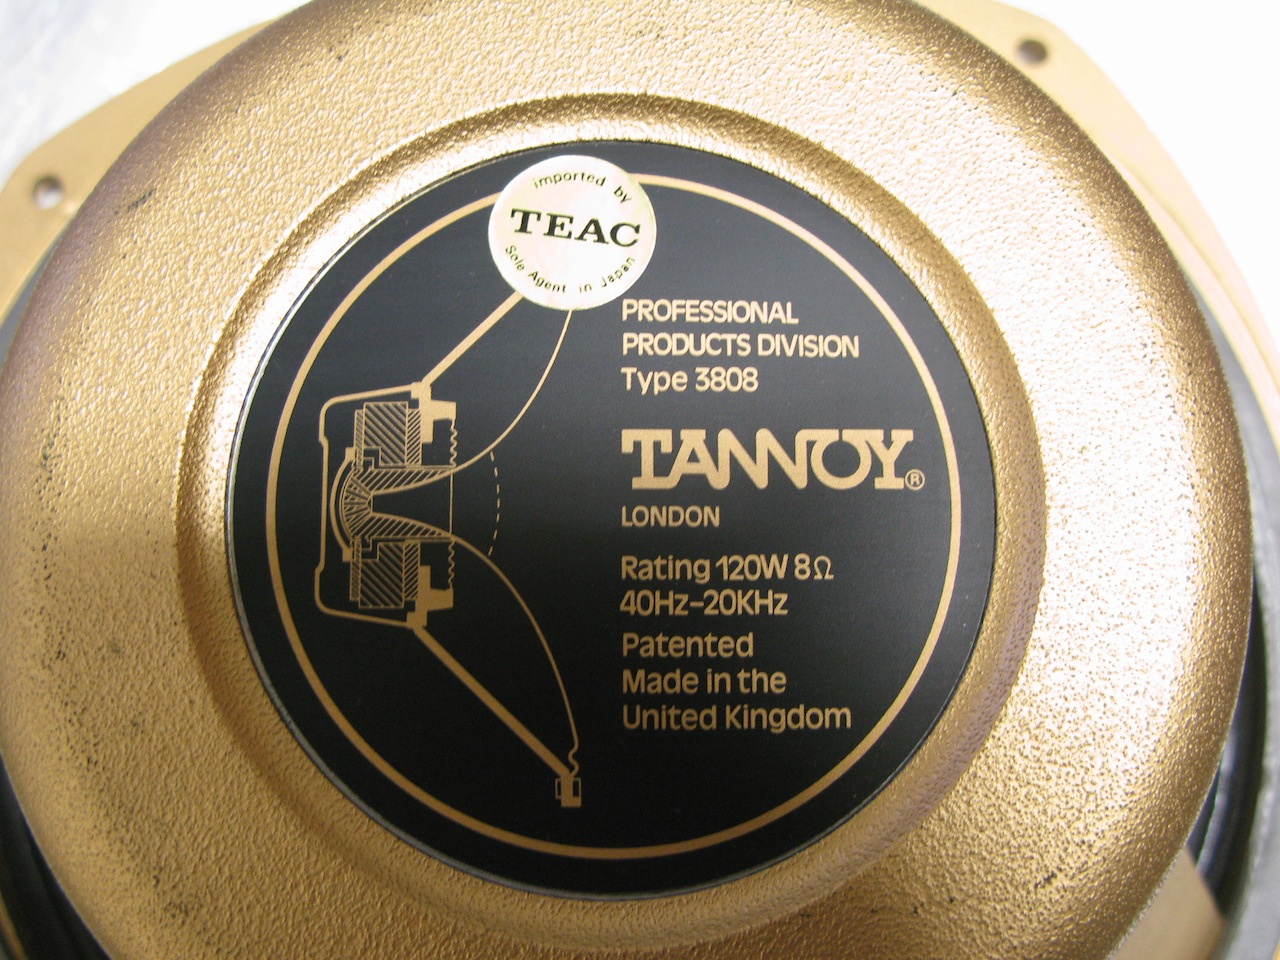 imported by
TEAC
Sole Agent in Japan
PROFESSIONAL
PRODUCTS DIVISION
Type 3808
TANNOY®
LONDON
Rating 120W 8Ω
40Hz–20KHz
Patented
Made in the
United Kingdom